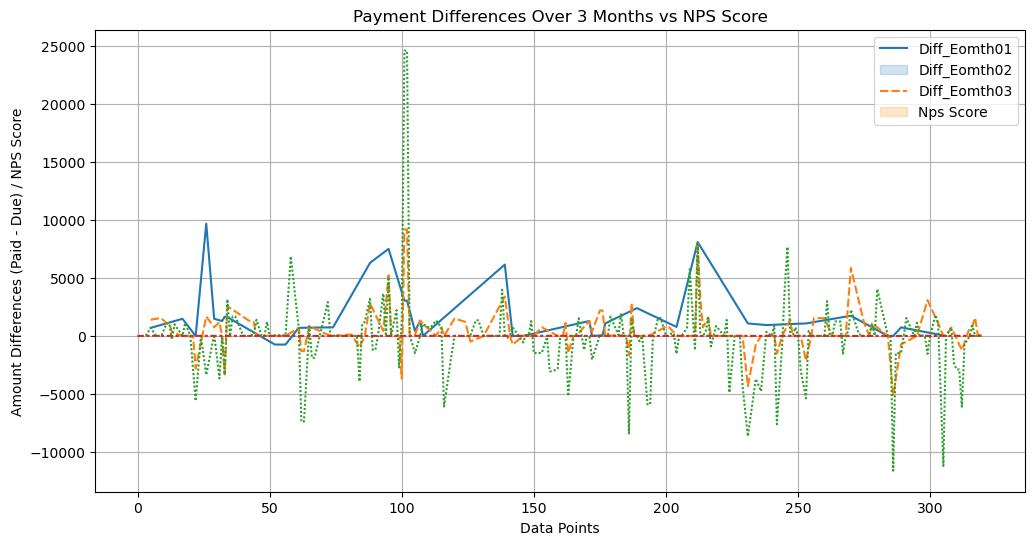 Payment Differences Over 3 Months vs NPS Score
Amount Differences (Paid - Due) / NPS Score
25000
20000
15000
10000
5000
0
−5000
−10000
Diff_Eomth01
Diff_Eomth02
Diff_Eomth03
Nps Score
0
50
100
150
200
250
300
Data Points